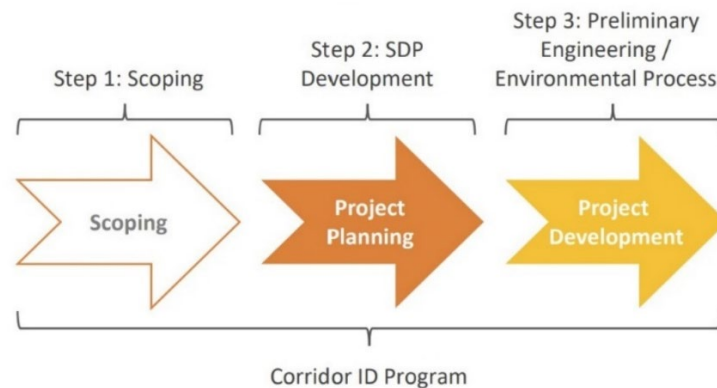 Step 1: Scoping
Step 2: SDP
Development
Step 3: Preliminary
Engineering /
Environmental Process
Scoping
Project
Planning
Project
Development
Corridor ID Program